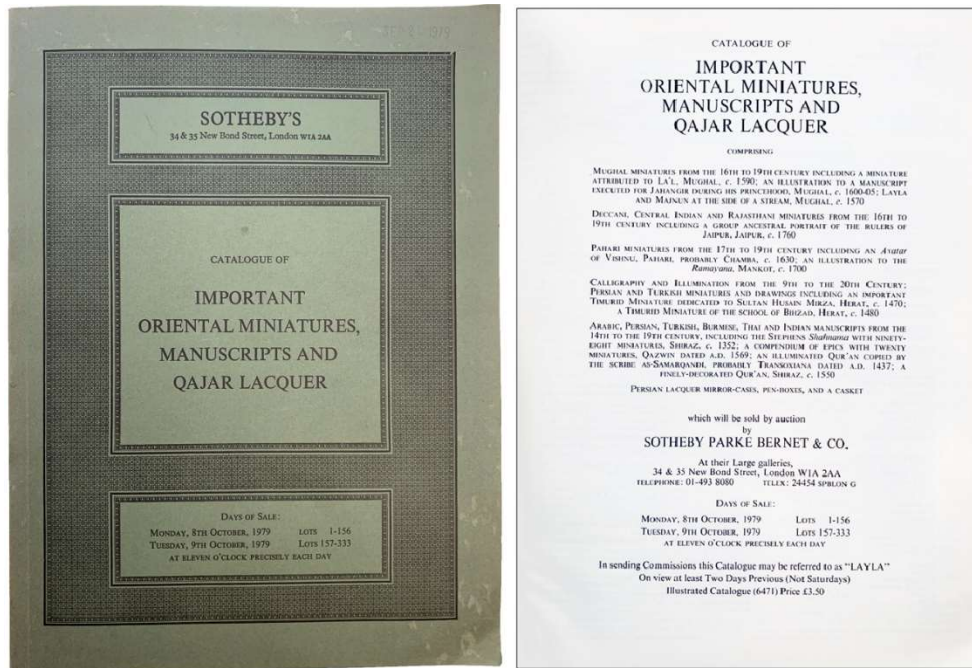 SEP 21 1979
SOTHEBY'S
34 & 35 New Bond Street, London W1A 2AA
CATALOGUE OF
IMPORTANT
ORIENTAL MINIATURES,
MANUSCRIPTS AND
QAJAR LACQUER
DAYS OF SALE:
MONDAY, 8TH OCTOBER, 1979 LOTS 1-156
TUESDAY, 9TH OCTOBER, 1979 LOTS 157-333
AT ELEVEN O'CLOCK PRECISELY EACH DAY
CATALOGUE OF
IMPORTANT
ORIENTAL MINIATURES,
MANUSCRIPTS AND
QAJAR LACQUER
COMPRISING
MUGHAL MINIATURES FROM THE 16TH TO 19TH CENTURY INCLUDING A MINIATURE
ATTRIBUTED TO LA'L, MUGHAL, c. 1590; AN ILLUSTRATION TO A MANUSCRIPT
EXECUTED FOR JAHANGIR DURING HIS PRINCEHOOD, MUGHAL, c. 1600-05; LAYLA
AND MAJNUN AT THE SIDE OF A STREAM, MUGHAL, c. 1570
DECCANI, CENTRAL INDIAN AND RAJASTHANI MINIATURES FROM THE 16TH TO
19TH CENTURY INCLUDING A GROUP ANCESTRAL PORTRAIT OF THE RULERS OF
JAIPUR, JAIPUR, c. 1760
PAHARI MINIATURES FROM THE 17TH TO 19TH CENTURY INCLUDING AN Avatar
OF VISHNU, PAHARI, PROBABLY CHAMBA, c. 1630; AN ILLUSTRATION TO THE
Ramayana, MANKOT, c. 1700
CALLIGRAPHY AND ILLUMINATION FROM THE 9TH TO THE 20TH CENTURY;
PERSIAN AND TURKISH MINIATURES AND DRAWINGS INCLUDING AN IMPORTANT
TIMURID MINIATURE DEDICATED TO SULTAN HUSAIN MIRZA, HERAT, c. 1470;
A TIMURID MINIATURE OF THE SCHOOL OF BIHZAD, HERAT, c. 1480
ARABIC, PERSIAN, TURKISH, BURMESE, THAI AND INDIAN MANUSCRIPTS FROM THE
14TH TO THE 19TH CENTURY, INCLUDING THE STEPHENS Shahnama WITH NINETY-
EIGHT MINIATURES, SHIRAZ, c. 1352; A COMPENDIUM OF EPICS WITH TWENTY
MINIATURES, QAZWIN DATED A.D. 1569; AN ILLUMINATED QUR'AN COPIED BY
THE SCRIBE AS-SAMARQANDI, PROBABLY TRANSOXIANA DATED A.D. 1437; A
FINELY-DECORATED QUR'AN, SHIRAZ, c. 1550
PERSIAN LACQUER MIRROR-CASES, PEN-BOXES, AND A CASKET
which will be sold by auction
by
SOTHEBY PARKE BERNET & CO.
At their Large galleries,
34 & 35 New Bond Street, London W1A 2AA
TELEPHONE: 01-493 8080 TELEX: 24454 SPBLON G
DAYS OF SALE:
MONDAY, 8TH OCTOBER, 1979 LOTS 1-156
TUESDAY, 9TH OCTOBER, 1979 LOTS 157-333
AT ELEVEN O'CLOCK PRECISELY EACH DAY
In sending Commissions this Catalogue may be referred to as "LAYLA"
On view at least Two Days Previous (Not Saturdays)
Illustrated Catalogue (6471) Price £3.50